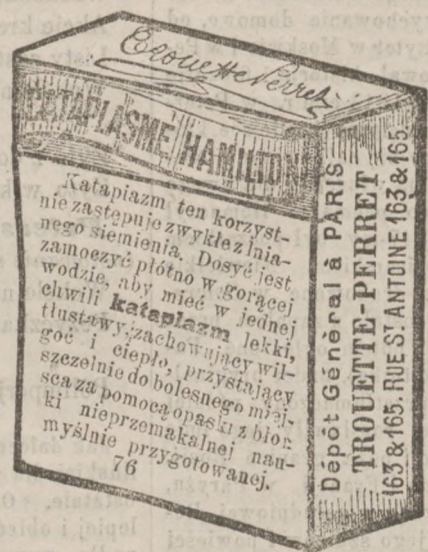 Trouette Perret
CATAPLASME HAMILTON
Katapiazm ten korzyst-
nie zastępuje zwykłe z lnia-
nego siemienia. Dosyć jest
zamoczyć płótno w gorącej
wodzie, aby mieć w jednej
chwili kataplazm lekki,
tłustawy, zachowujący wil-
goć i ciepło, przystający
szczelnie do bolesnego miej-
sca za pomocą opaski z blon
ki nieprzemakalnej nau-
myślnie przygotowanej.
76
Dépôt Général à PARIS
TROUETTE-PERRET
163 & 165. RUE ST. ANTOINE 163 & 165.